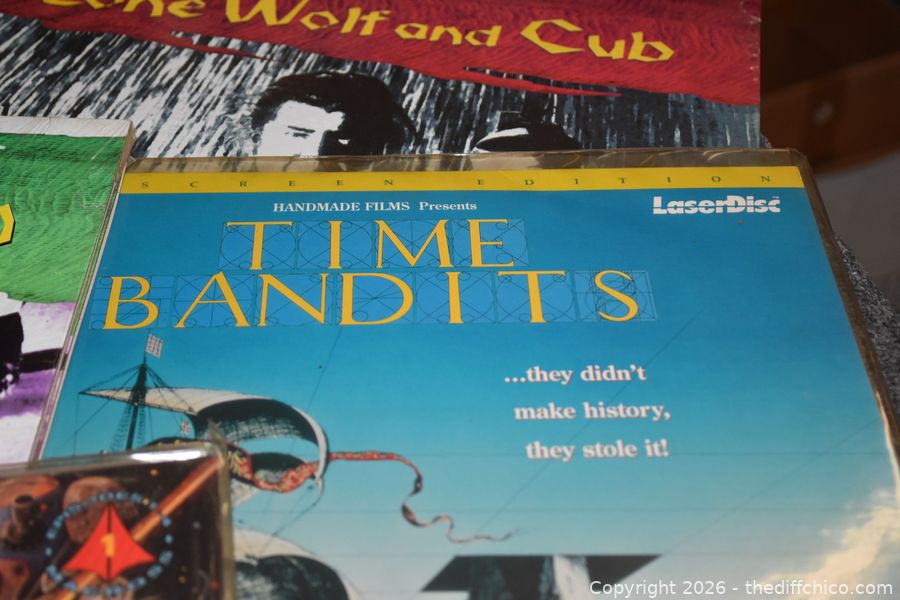 Lone Wolf and Cub
SCREEN EDITION
HANDMADE FILMS Presents
LaserDisc
TIME
BANDITS
...they didn't
make history,
they stole it!
1
Copyright 2026 - thediffchico.com